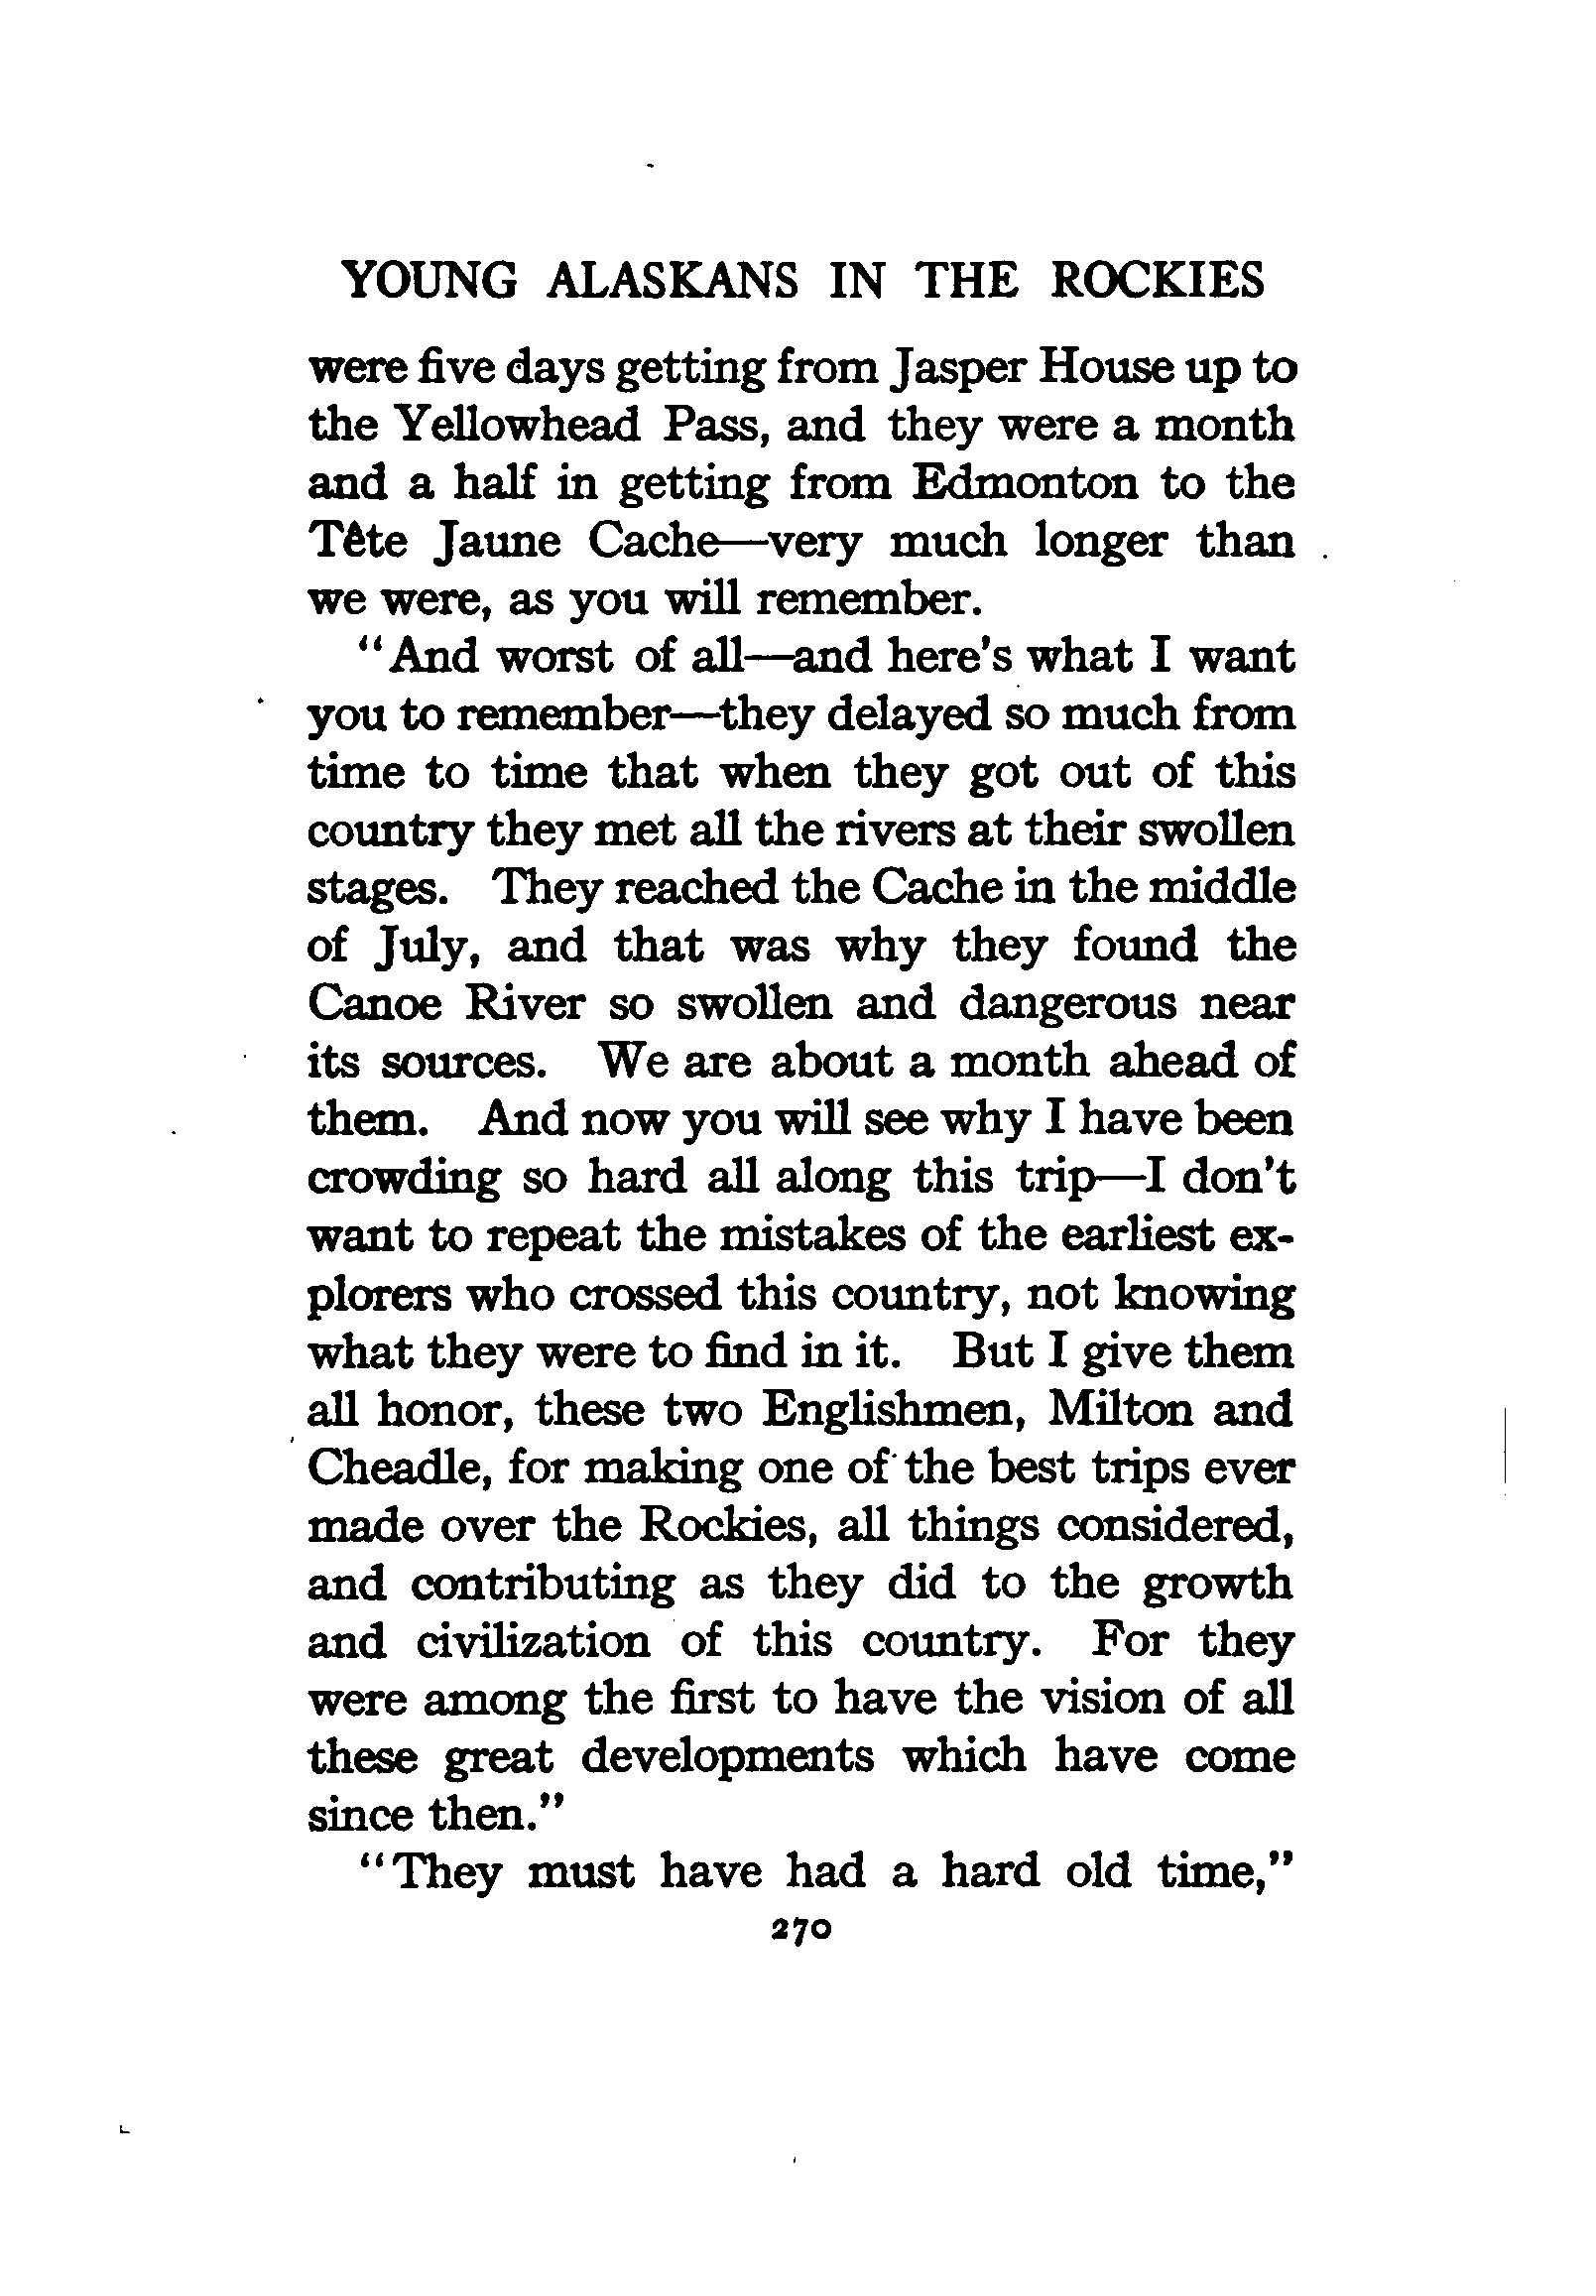 YOUNG ALASKANS IN THE ROCKIES
were five days getting from Jasper House up to
the Yellowhead Pass, and they were a month
and a half in getting from Edmonton to the
Tête Jaune Cache—very much longer than
we were, as you will remember.
"And worst of all—and here's what I want
you to remember—they delayed so much from
time to time that when they got out of this
country they met all the rivers at their swollen
stages. They reached the Cache in the middle
of July, and that was why they found the
Canoe River so swollen and dangerous near
its sources. We are about a month ahead of
them. And now you will see why I have been
crowding so hard all along this trip—I don't
want to repeat the mistakes of the earliest ex-
plorers who crossed this country, not knowing
what they were to find in it. But I give them
all honor, these two Englishmen, Milton and
Cheadle, for making one of the best trips ever
made over the Rockies, all things considered,
and contributing as they did to the growth
and civilization of this country. For they
were among the first to have the vision of all
these great developments which have come
since then."
"They must have had a hard old time,"
270